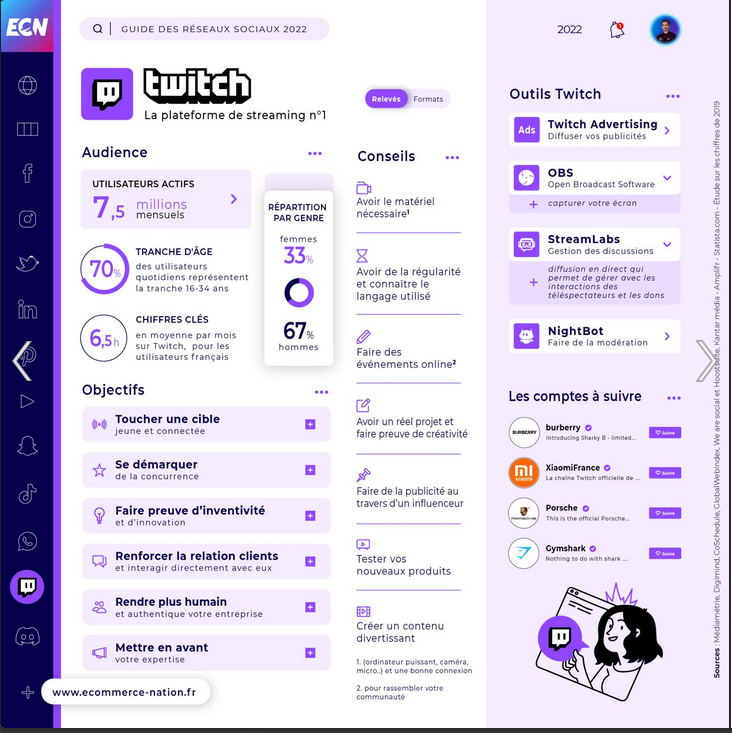 ECN
GUIDE DES RÉSEAUX SOCIAUX 2022
2022
1
twitch
La plateforme de streaming n°1
Relevés
Formats
Audience
UTILISATEURS ACTIFS
7,5 millions
mensuels
70%
TRANCHE D'ÂGE
des utilisateurs
quotidiens représentent
la tranche 16-34 ans
6,5h
CHIFFRES CLÉS
en moyenne par mois
sur Twitch, pour les
utilisateurs français
RÉPARTITION
PAR GENRE
femmes
33%
67%
hommes
Objectifs
Toucher une cible
jeune et connectée
Se démarquer
de la concurrence
Faire preuve d'inventivité
et d'innovation
Renforcer la relation clients
et interagir directement avec eux
Rendre plus humain
et authentique votre entreprise
Mettre en avant
votre expertise
www.ecommerce-nation.fr
Conseils
Avoir le matériel
nécessaire¹
Avoir de la régularité
et connaître le
langage utilisé
Faire des
événements online²
Avoir un réel projet et
faire preuve de créativité
Faire de la publicité au
travers d'un influenceur
Tester vos
nouveaux produits
Créer un contenu
divertissant
1. (ordinateur puissant, caméra,
micro..) et une bonne connexion
2. pour rassembler votre
communauté
Outils Twitch
Ads
Twitch Advertising
Diffuser vos publicités
OBS
Open Broadcast Software
+ capturer votre écran
StreamLabs
Gestion des discussions
+ diffusion en direct qui
permet de gérer avec les
interactions des
téléspectateurs et les dons
NightBot
Faire de la modération
Les comptes à suivre
BURBERRY
burberry
Introducing Sharky B - limited...
Suivre
mi
xiaomi
XiaomiFrance
La chaîne Twitch officielle de ...
Suivre
Porsche
This is the official Porsche...
Suivre
Gymshark
Nothing to do with shark ...
Suivre
Sources : Médiamétrie, Digimind, CoSchedule, GlobalWebIndex, We are social et Hootsuite, Kantar média - Amplifr - Statista.com - Étude sur les chiffres de 2019